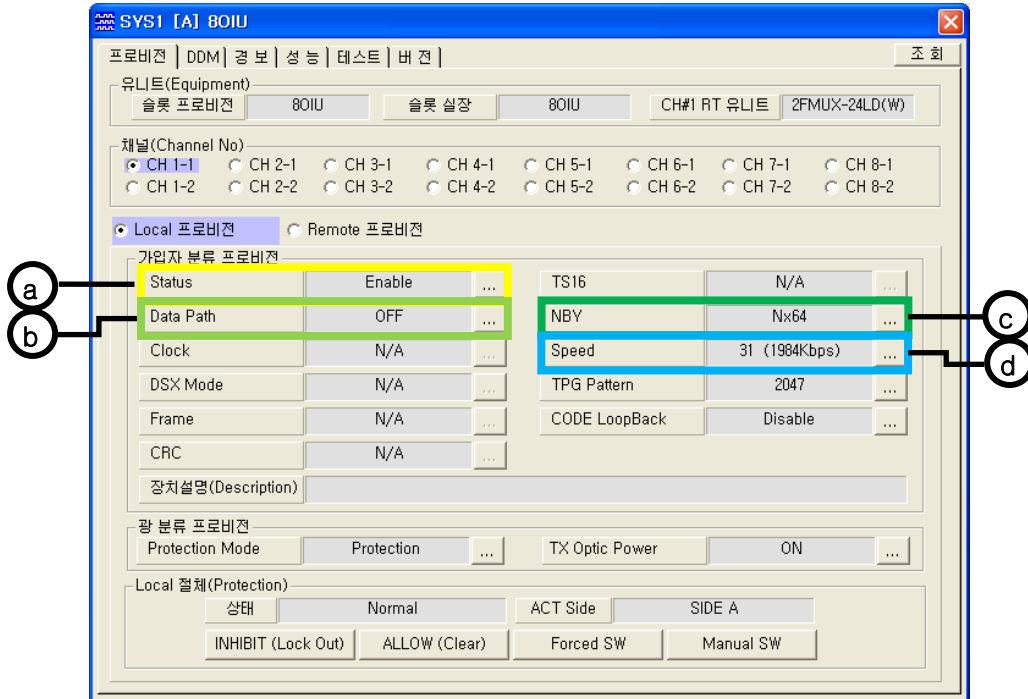 SYS1 [A] 8OIU
프로비전 DDM 경 보 성 능 테스트 버 전 조 회
유니트(Equipment)
슬롯 프로비전 8OIU 슬롯 실장 8OIU CH#1 RT 유니트 2FMUX-24LD(W)
채널(Channel No)
CH 1-1 CH 2-1 CH 3-1 CH 4-1 CH 5-1 CH 6-1 CH 7-1 CH 8-1
CH 1-2 CH 2-2 CH 3-2 CH 4-2 CH 5-2 CH 6-2 CH 7-2 CH 8-2
Local 프로비전 Remote 프로비전
가입자 분류 프로비전
a Status Enable ... TS16 N/A ...
b Data Path OFF ... NBY Nx64 ... c
Clock N/A ... Speed 31 (1984Kbps) ... d
DSX Mode N/A ... TPG Pattern 2047 ...
Frame N/A ... CODE LoopBack Disable ...
CRC N/A ...
장치설명(Description)
광 분류 프로비전
Protection Mode Protection ... TX Optic Power ON ...
Local 절체(Protection)
상태 Normal ACT Side SIDE A
INHIBIT (Lock Out) ALLOW (Clear) Forced SW Manual SW